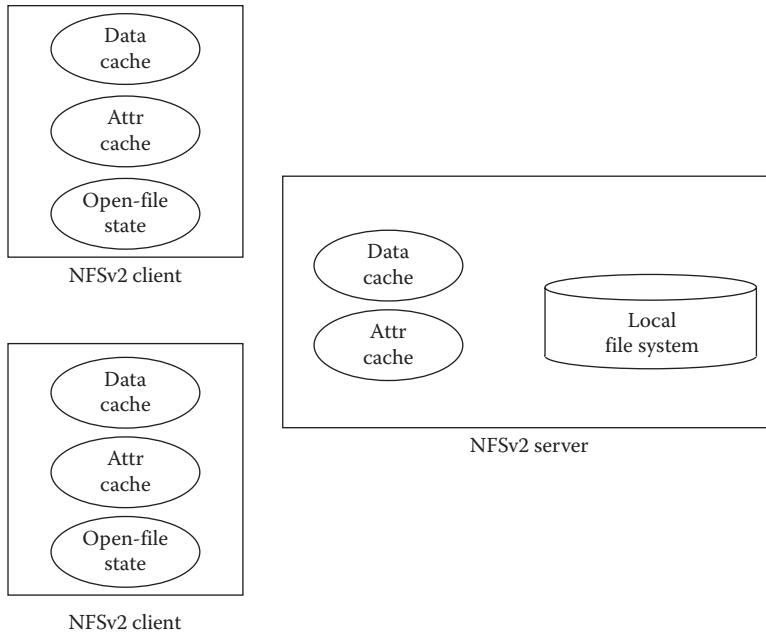 Data
cache
Attr
cache
Open-file
state
NFSv2 client
Data
cache
Attr
cache
Local
file system
NFSv2 server
Data
cache
Attr
cache
Open-file
state
NFSv2 client